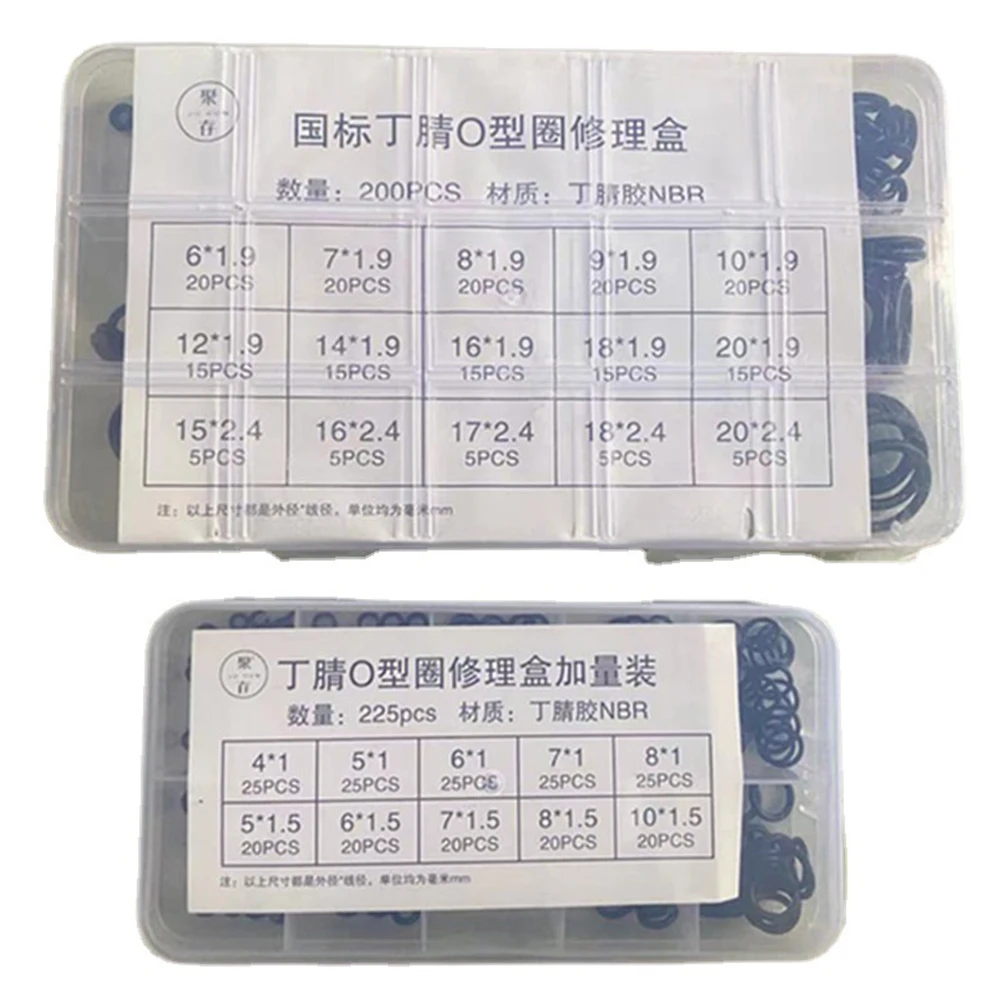 聚
存
国标丁腈O型圈修理盒
数量：200PCS 材质：丁腈胶NBR
6*1.9 7*1.9 8*1.9 9*1.9 10*1.9
20PCS 20PCS 20PCS 20PCS 20PCS
12*1.9 14*1.9 16*1.9 18*1.9 20*1.9
15PCS 15PCS 15PCS 15PCS 15PCS
15*2.4 16*2.4 17*2.4 18*2.4 20*2.4
5PCS 5PCS 5PCS 5PCS 5PCS
注：以上尺寸都是外径*线径，单位均为毫米mm
聚
存
丁腈O型圈修理盒加量装
数量：225pcs 材质：丁腈胶NBR
4*1 5*1 6*1 7*1 8*1
25PCS 25PCS 25PCS 25PCS 25PCS
5*1.5 6*1.5 7*1.5 8*1.5 10*1.5
20PCS 20PCS 20PCS 20PCS 20PCS
注：以上尺寸都是外径*线径，单位均为毫米mm